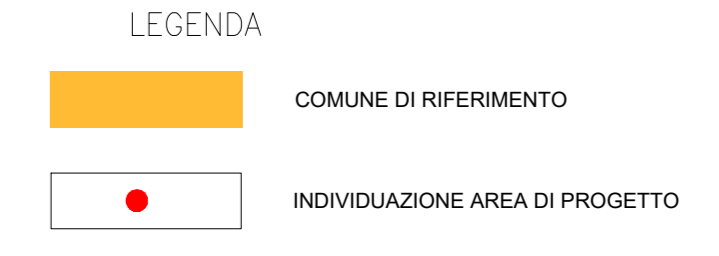 LEGENDA
COMUNE DI RIFERIMENTO
INDIVIDUAZIONE AREA DI PROGETTO